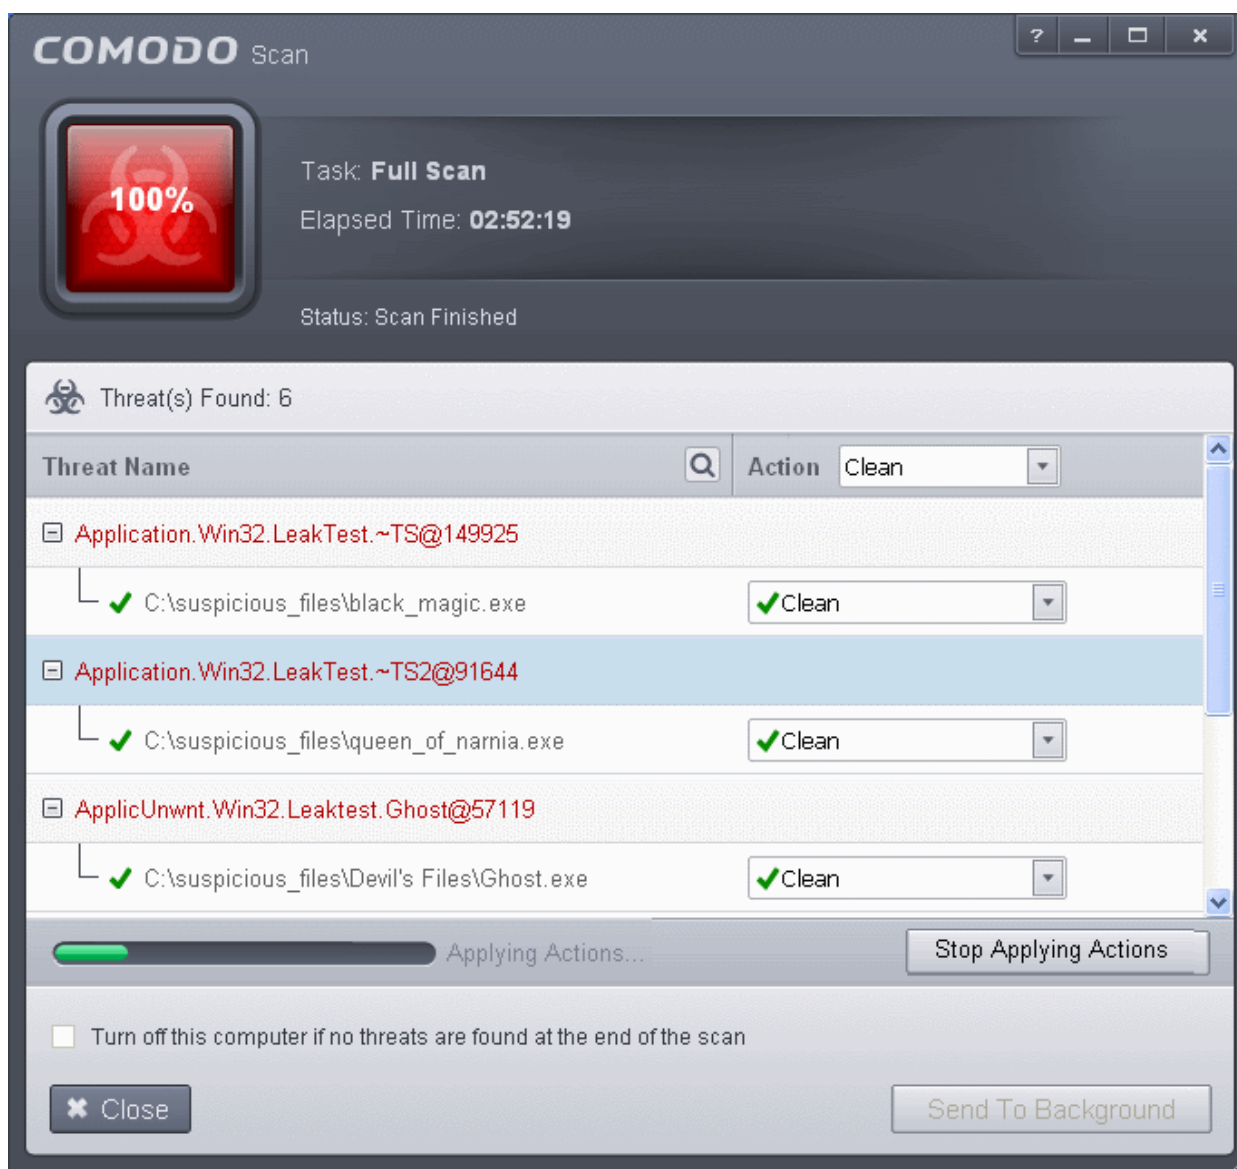 COMODO Scan
?
100%
Task: Full Scan
Elapsed Time: 02:52:19
Status: Scan Finished
Threat(s) Found: 6
Threat Name
Action
Clean
Application.Win32.LeakTest.~TS@149925
C:\suspicious_files\black_magic.exe
Clean
Application.Win32.LeakTest.~TS2@91644
C:\suspicious_files\queen_of_narnia.exe
Clean
ApplicUnwnt.Win32.Leaktest.Ghost@57119
C:\suspicious_files\Devil's Files\Ghost.exe
Clean
Applying Actions...
Stop Applying Actions
Turn off this computer if no threats are found at the end of the scan
Close
Send To Background